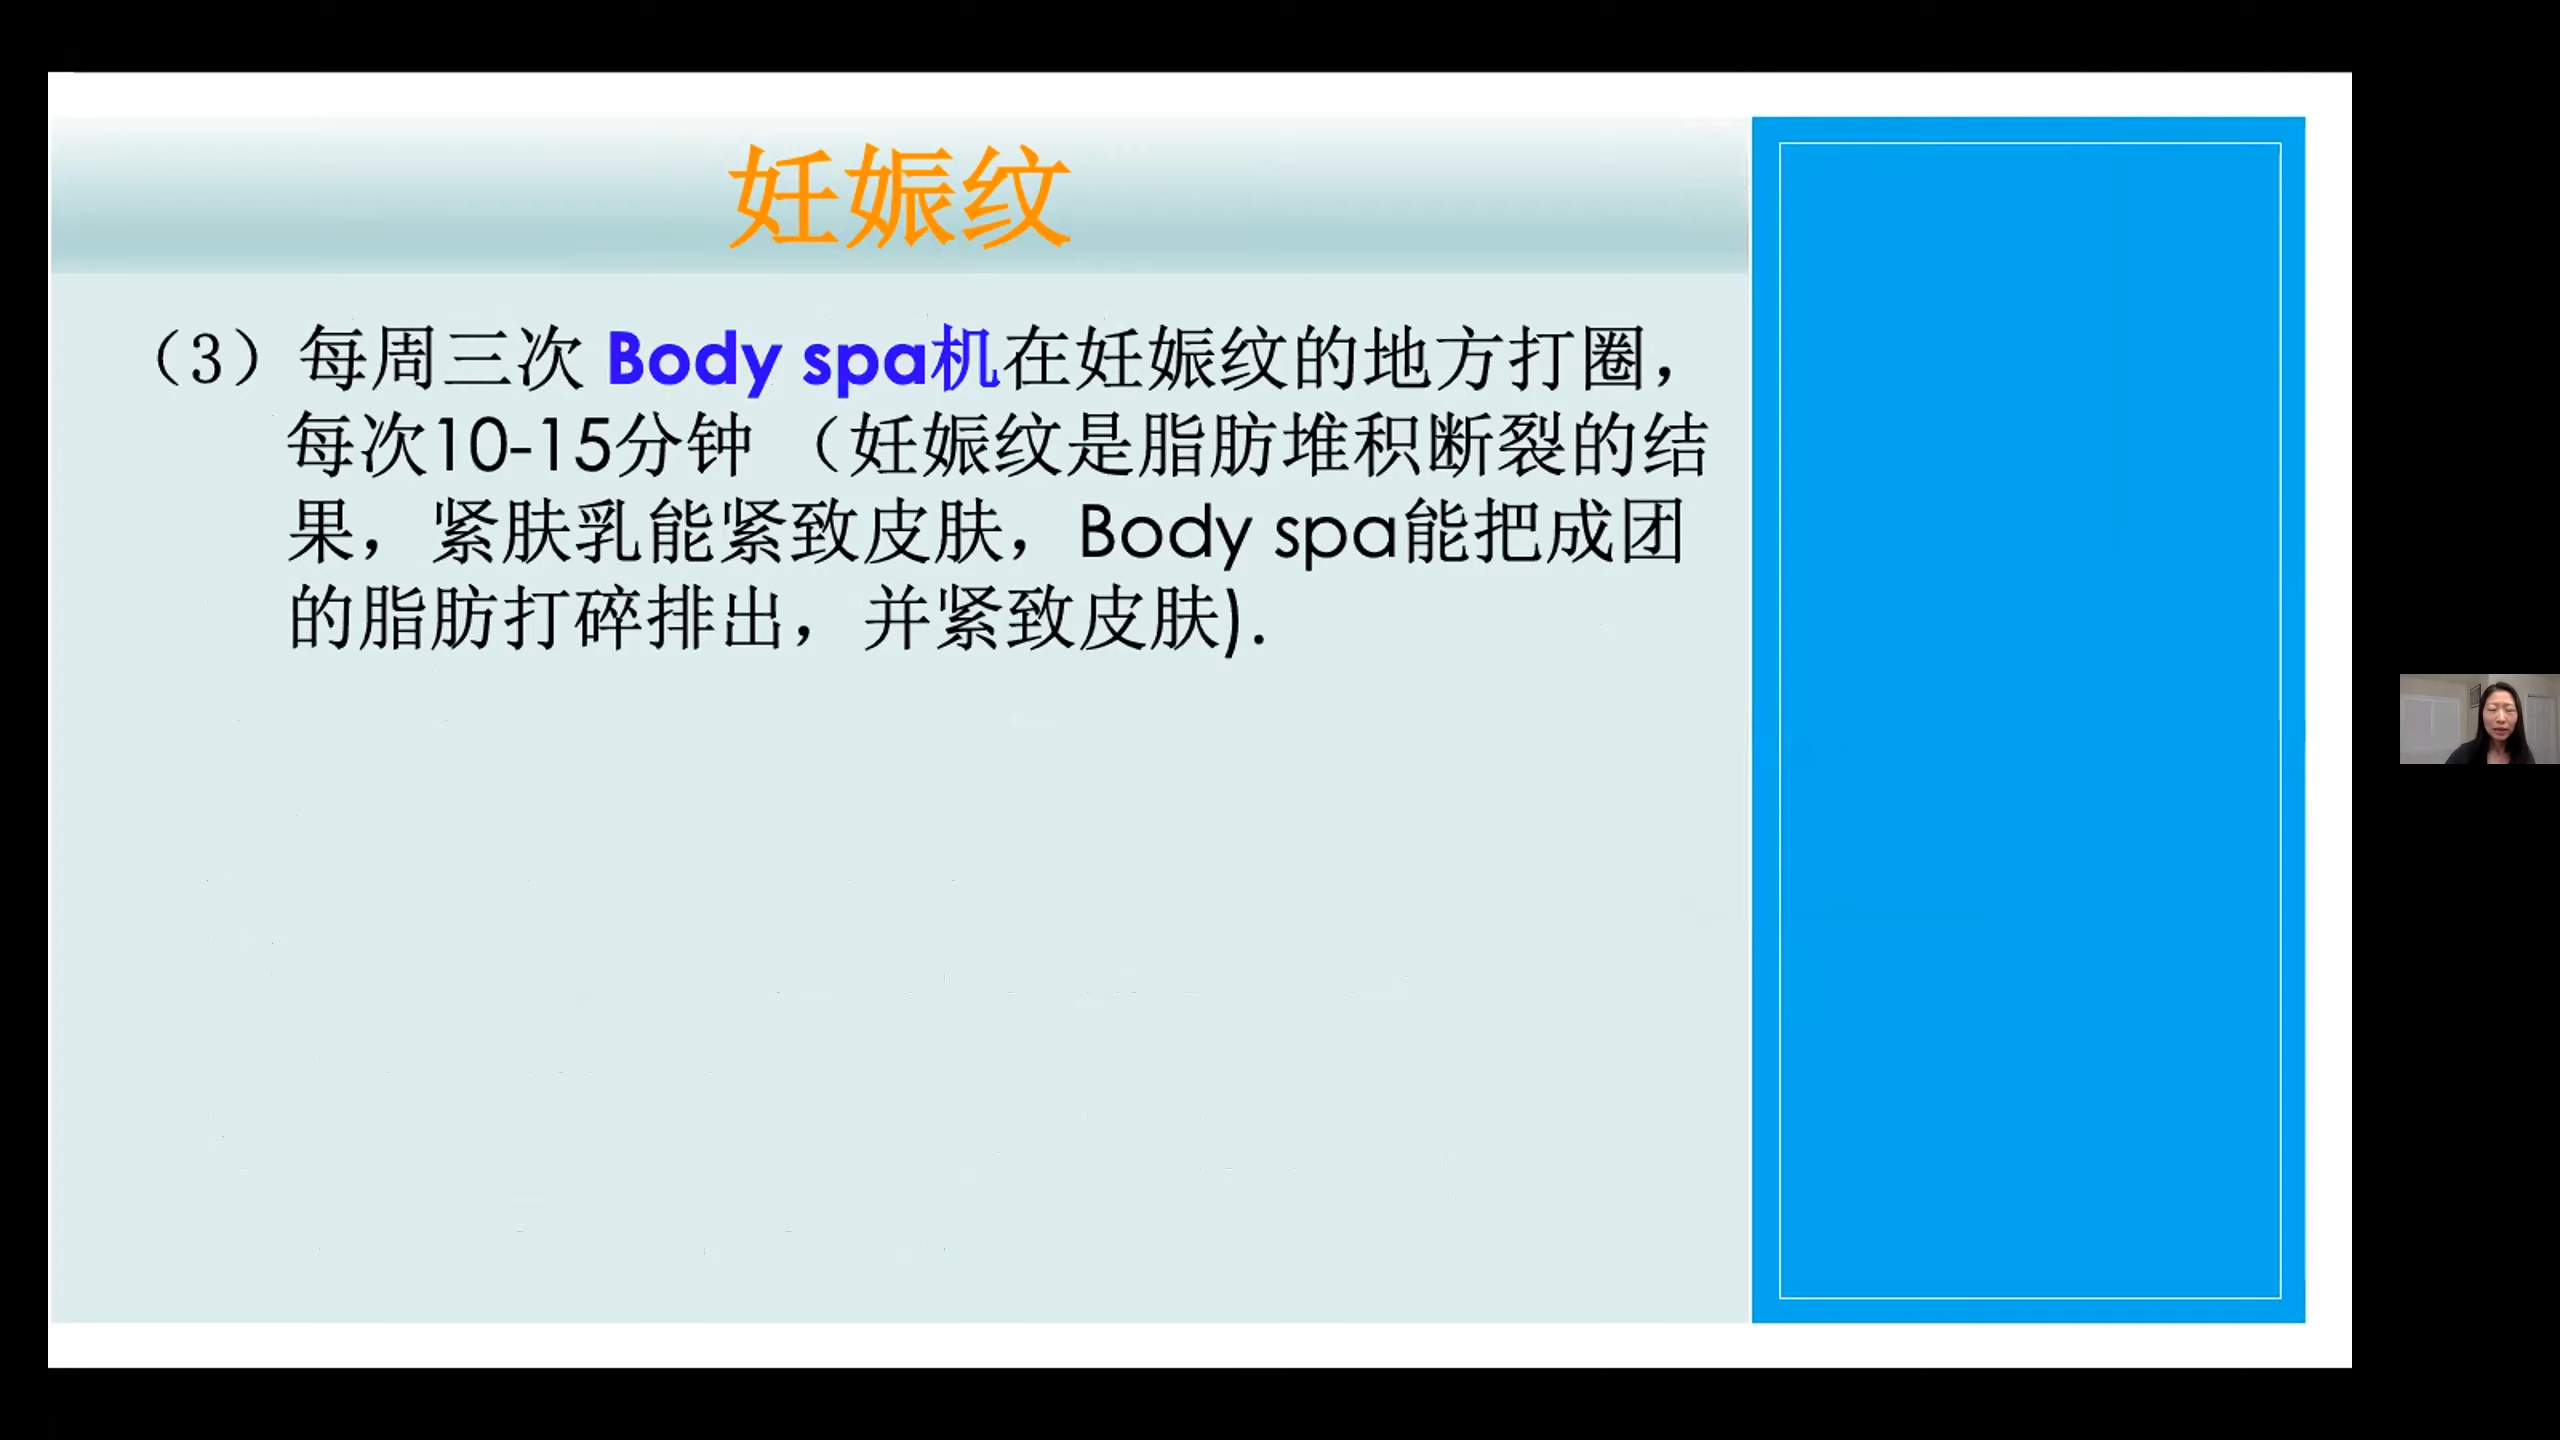 妊娠纹
（3）每周三次 Body spa机在妊娠纹的地方打圈，
每次10-15分钟 （妊娠纹是脂肪堆积断裂的结
果，紧肤乳能紧致皮肤，Body spa能把成团
的脂肪打碎排出，并紧致皮肤).